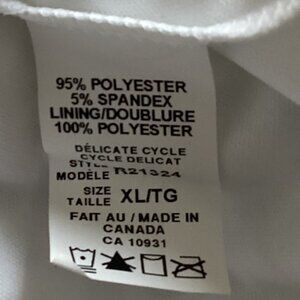 95% POLYESTER
5% SPANDEX
LINING/DOUBLURE
100% POLYESTER
DÉLICATE CYCLE
CYCLE DELICAT
STYLE R21324
MODÈLE
SIZE XL/TG
TAILLE
FAIT AU / MADE IN
CANADA
CA 10931